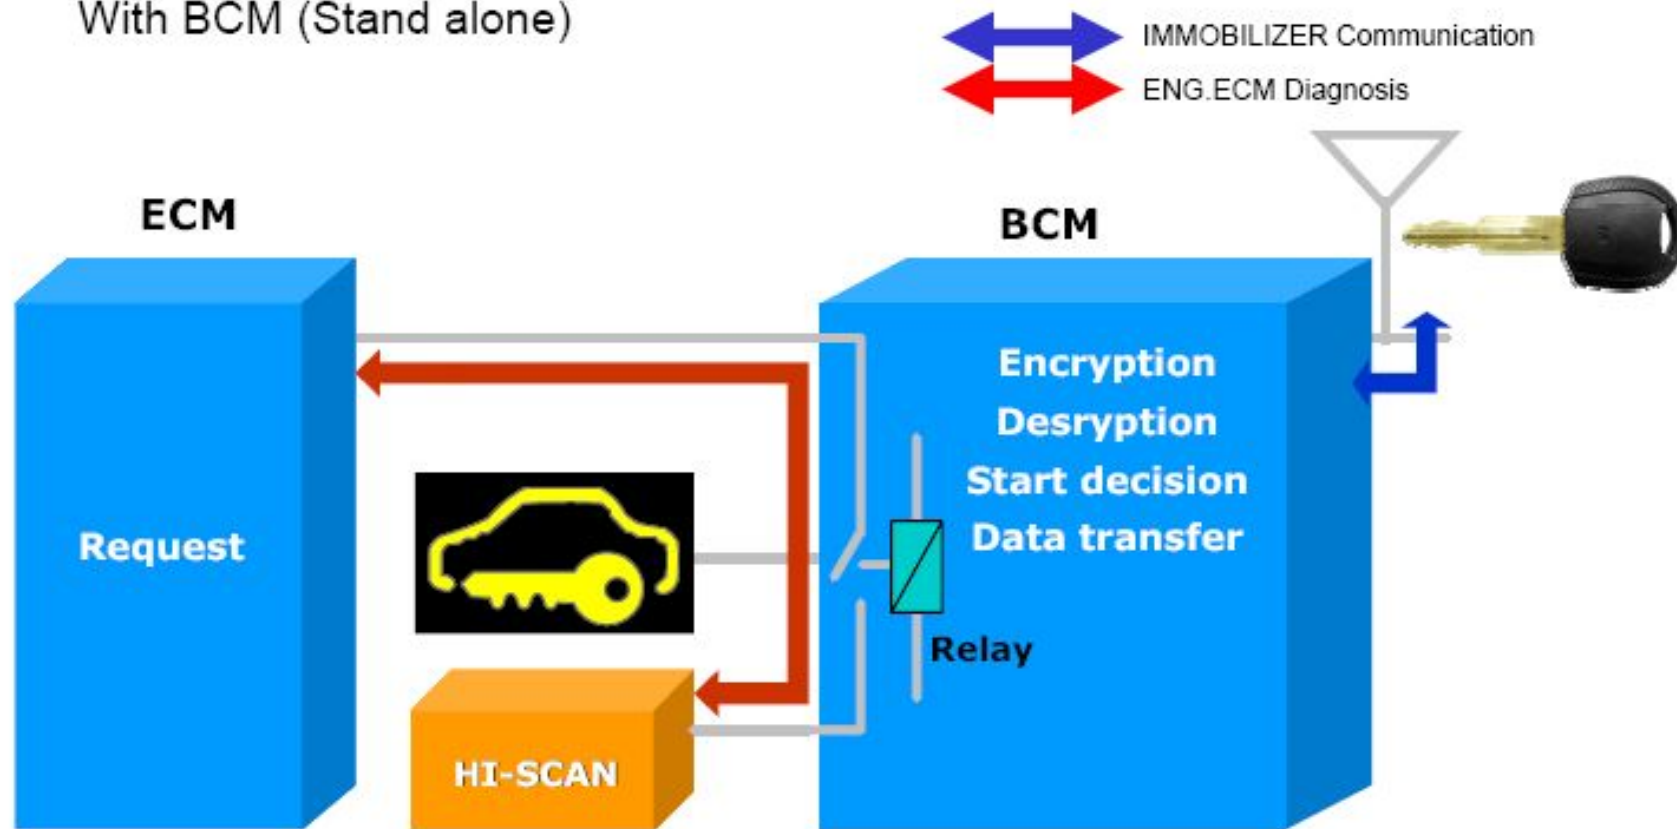 With BCM (Stand alone)
IMMOBILIZER Communication
ENG.ECM Diagnosis
ECM
BCM
Encryption
Desryption
Start decision
Data transfer
Request
Relay
HI-SCAN